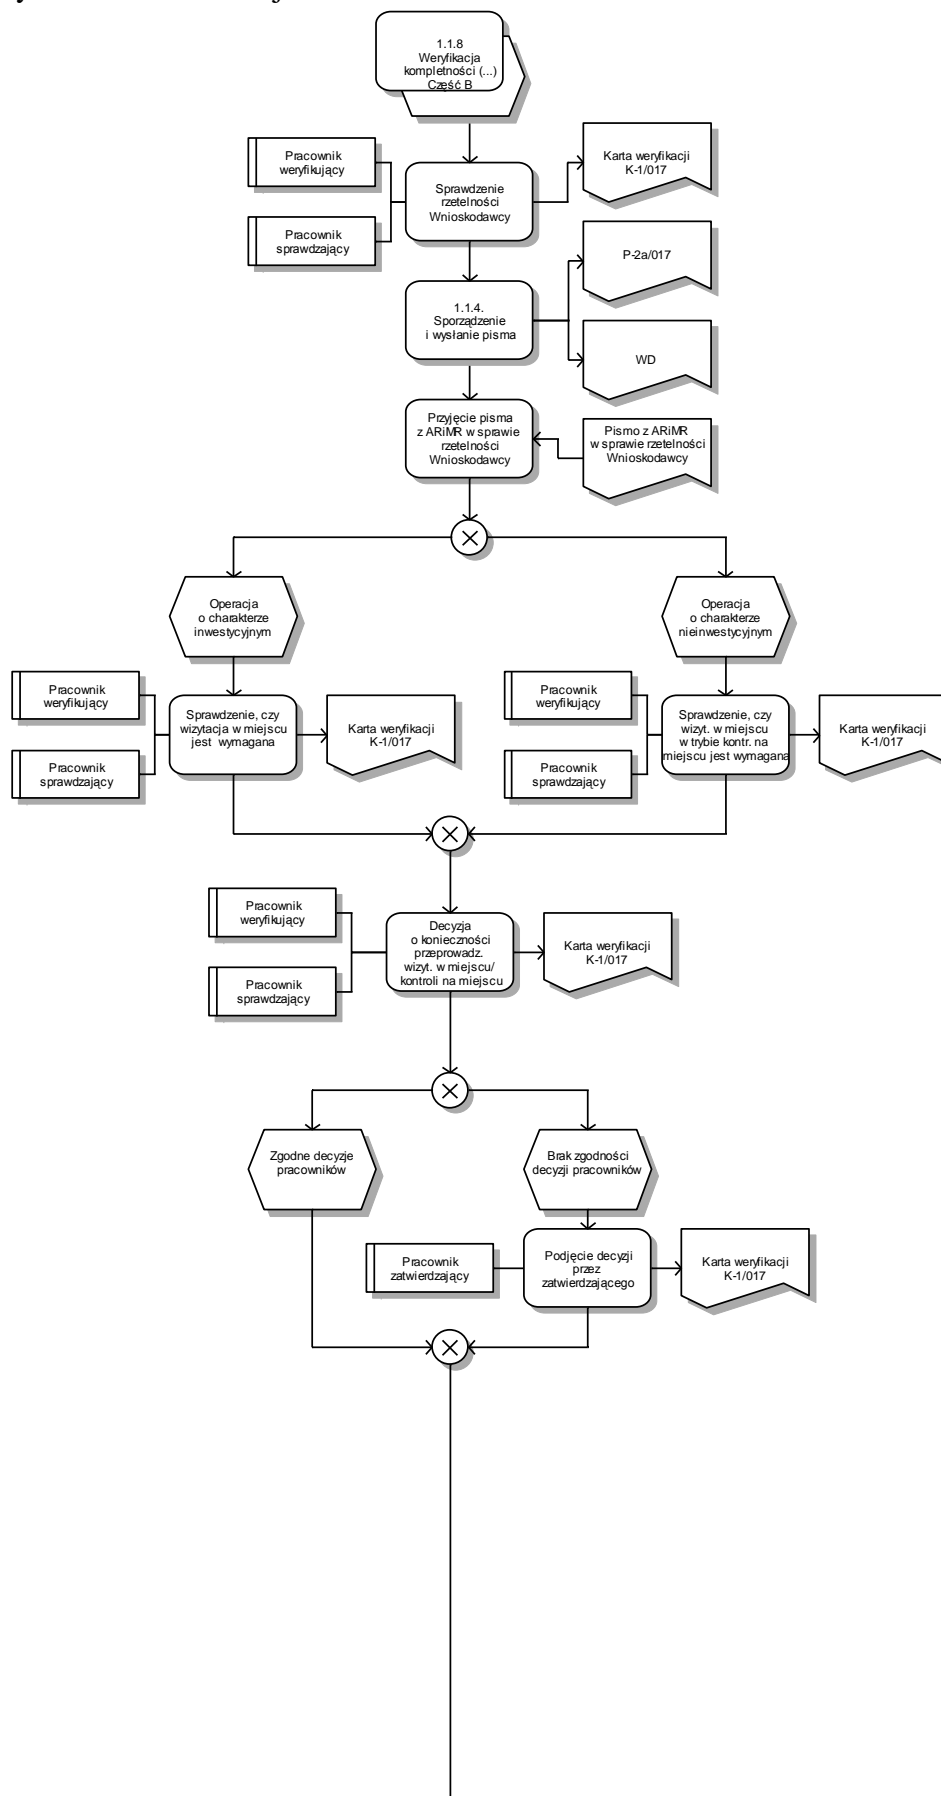 1.1.8
Weryfikacja
kompletności (...)
Część B
Pracownik
weryfikujący
Sprawdzenie
rzetelności
Wnioskodawcy
Karta weryfikacji
K-1/017
Pracownik
sprawdzający
1.1.4.
Sporządzenie
i wysłanie pisma
P-2a/017
WD
Przyjęcie pisma
z ARiMR w sprawie
rzetelności
Wnioskodawcy
Pismo z ARiMR
w sprawie rzetelności
Wnioskodawcy
Operacja
o charakterze
inwestycyjnym
Operacja
o charakterze
nieinwestycyjnym
Pracownik
weryfikujący
Pracownik
sprawdzający
Sprawdzenie, czy
wizytacja w miejscu
jest wymagana
Karta weryfikacji
K-1/017
Pracownik
weryfikujący
Pracownik
sprawdzający
Sprawdzenie, czy
wizyt. w miejscu
w trybie kontr. na
miejscu jest wymagana
Karta weryfikacji
K-1/017
Pracownik
weryfikujący
Pracownik
sprawdzający
Decyzja
o konieczności
przeprowadz.
wizyt. w miejscu/
kontroli na miejscu
Karta weryfikacji
K-1/017
Zgodne decyzje
pracowników
Brak zgodności
decyzji pracowników
Pracownik
zatwierdzający
Podjęcie decyzji
przez
zatwierdzającego
Karta weryfikacji
K-1/017